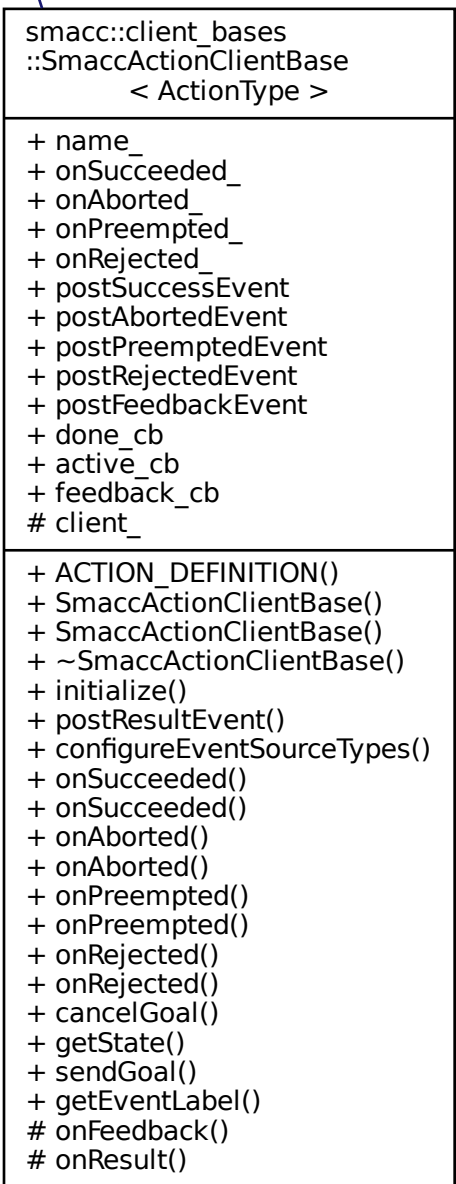 smacc::client_bases
::SmaccActionClientBase
< ActionType >
+ name_
+ onSucceeded_
+ onAborted_
+ onPreempted_
+ onRejected_
+ postSuccessEvent
+ postAbortedEvent
+ postPreemptedEvent
+ postRejectedEvent
+ postFeedbackEvent
+ done_cb
+ active_cb
+ feedback_cb
# client_
+ ACTION_DEFINITION()
+ SmaccActionClientBase()
+ SmaccActionClientBase()
+ ~SmaccActionClientBase()
+ initialize()
+ postResultEvent()
+ configureEventSourceTypes()
+ onSucceeded()
+ onSucceeded()
+ onAborted()
+ onAborted()
+ onPreempted()
+ onPreempted()
+ onRejected()
+ onRejected()
+ cancelGoal()
+ getState()
+ sendGoal()
+ getEventLabel()
# onFeedback()
# onResult()